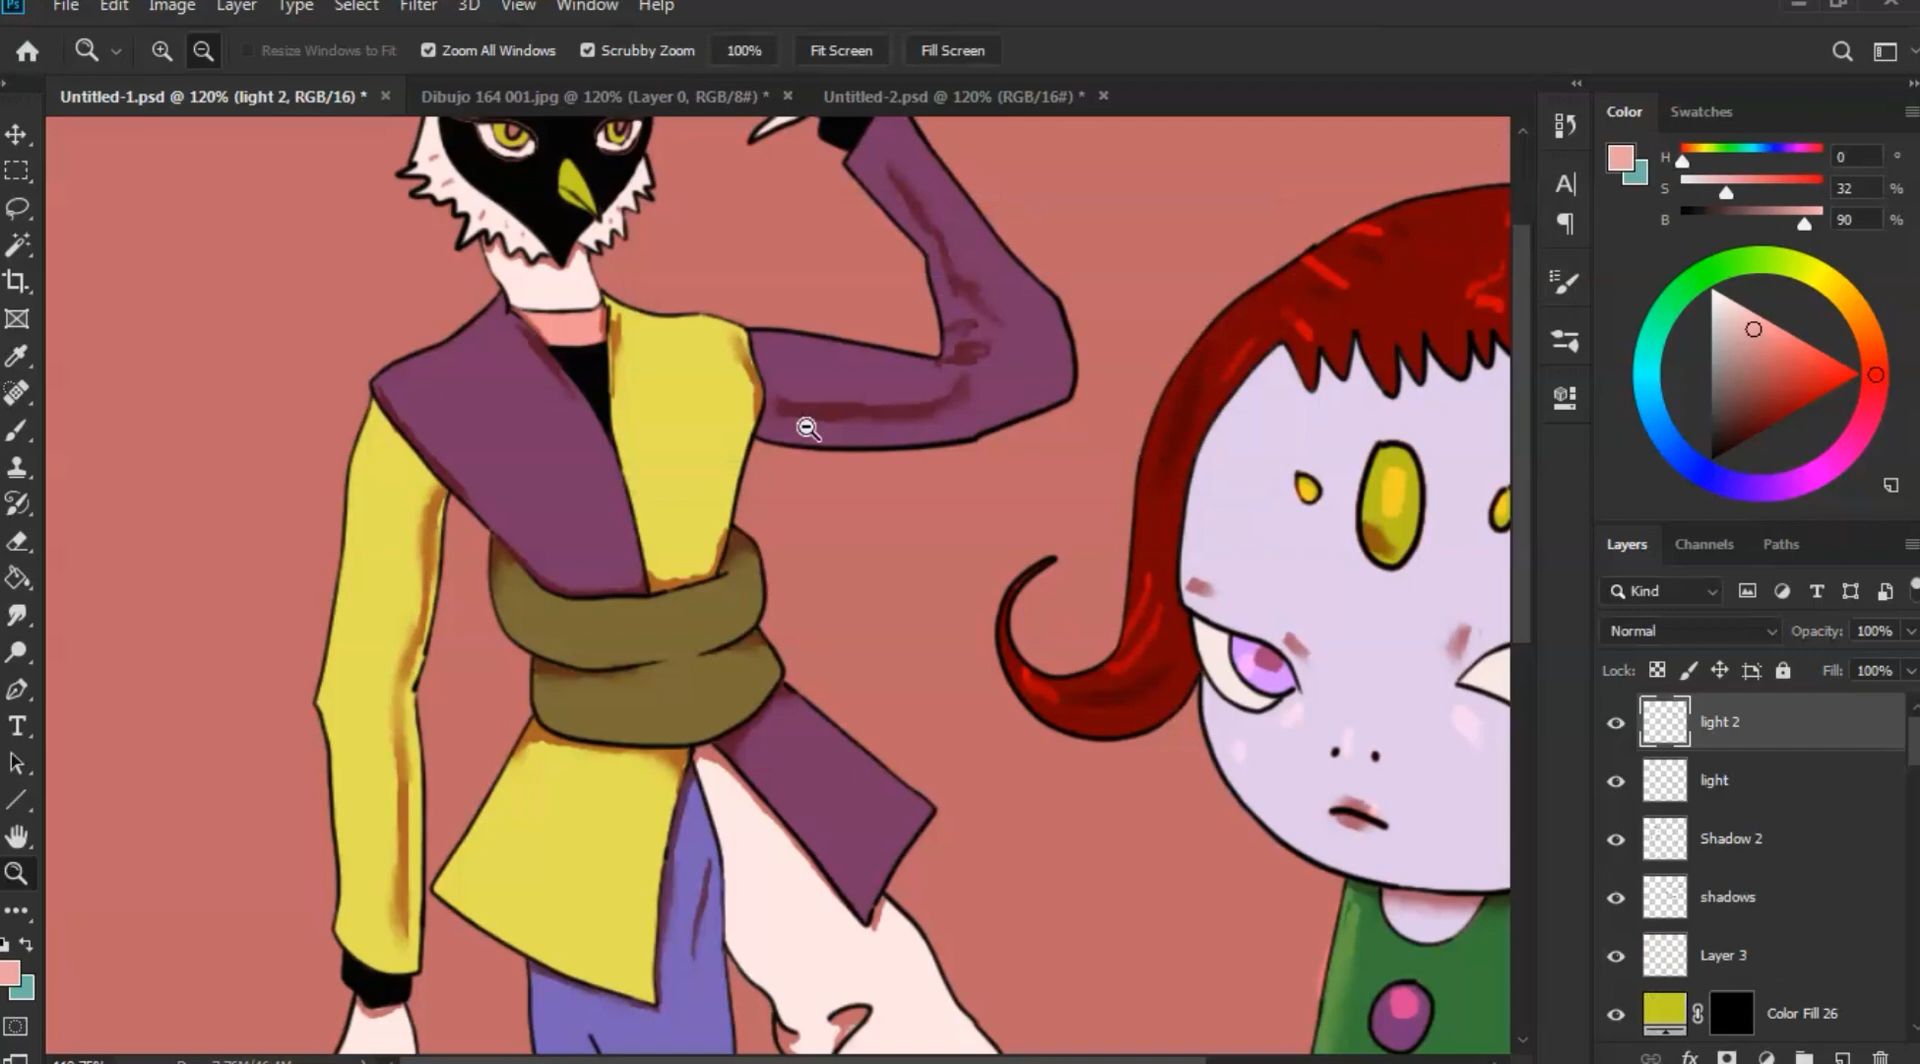 Ps File Edit Image Layer Type Select Filter 3D View Window Help
Resize Windows to Fit Zoom All Windows Scrubby Zoom 100% Fit Screen Fill Screen
Untitled-1.psd @ 120% (light 2, RGB/16) * × Dibujo 164 001.jpg @ 120% (Layer 0, RGB/8#) * × Untitled-2.psd @ 120% (RGB/16#) * ×
Color Swatches
H 0 °
S 32 %
B 90 %
Layers Channels Paths
Kind
Normal Opacity: 100%
Lock: Fill: 100%
light 2
light
Shadow 2
shadows
Layer 3
Color Fill 26
fx